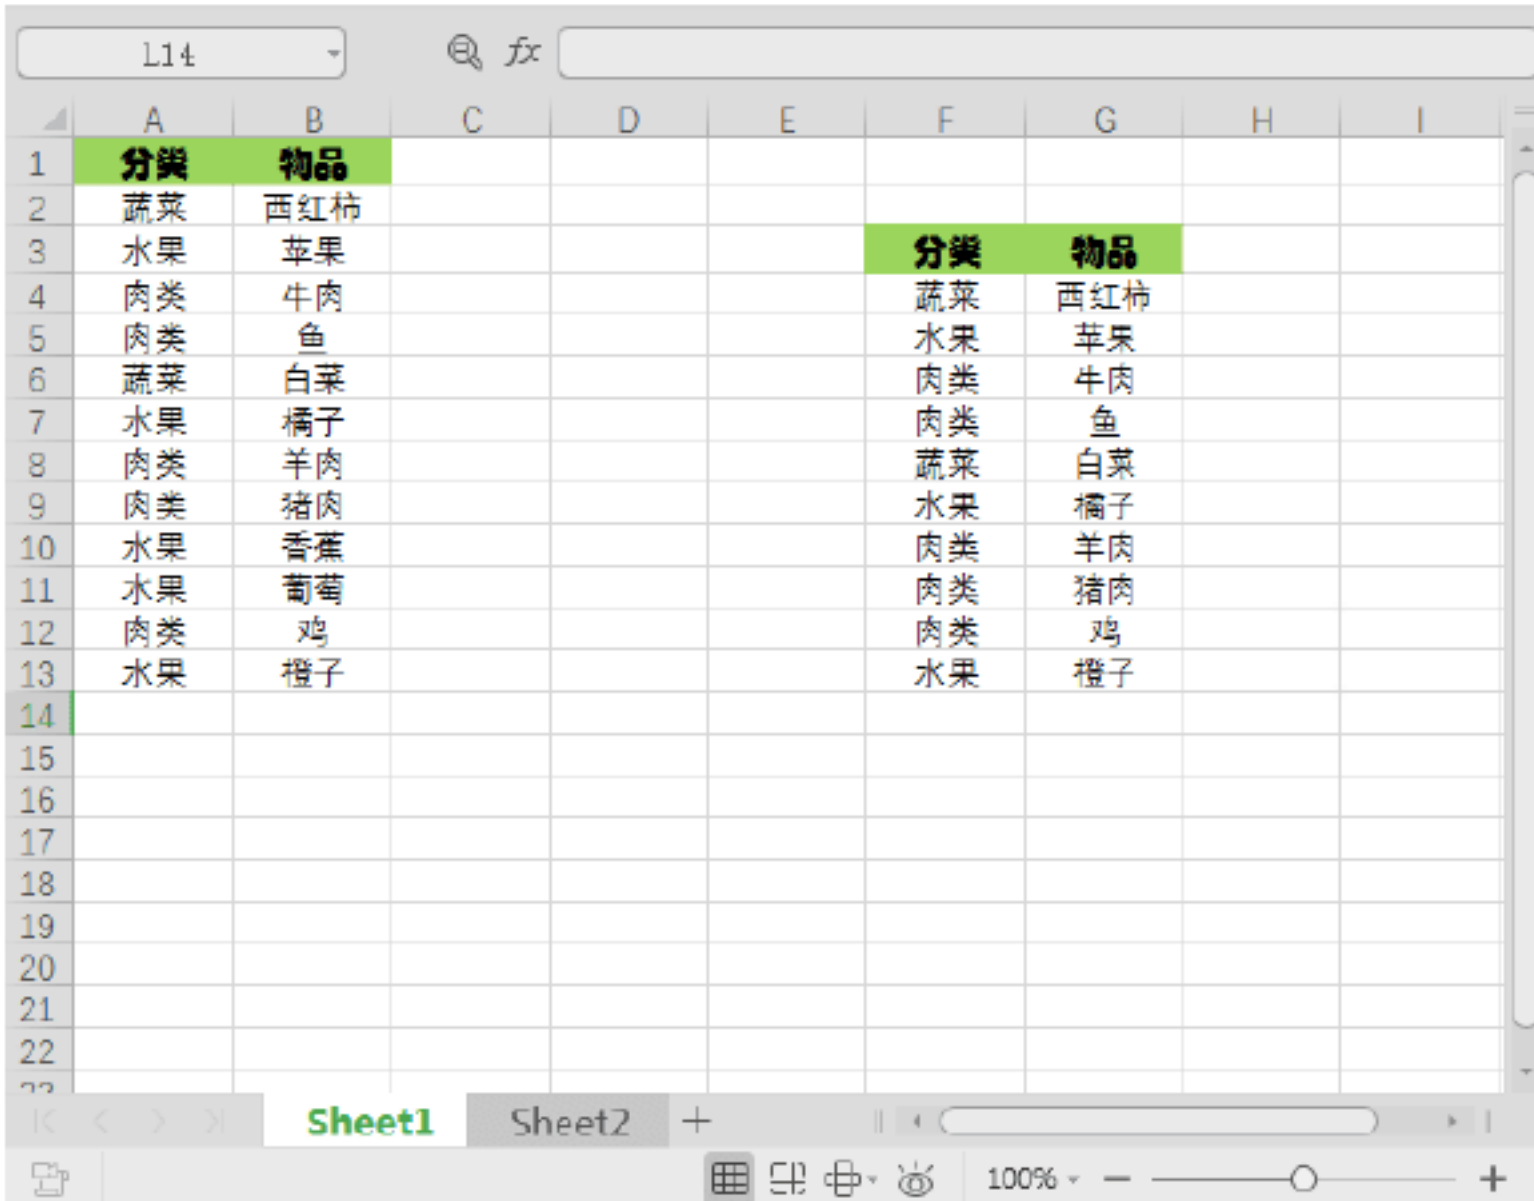 L14 fx
A B C D E F G H I
1 分类 物品
2 蔬菜 西红柿
3 水果 苹果 分类 物品
4 肉类 牛肉 蔬菜 西红柿
5 肉类 鱼 水果 苹果
6 蔬菜 白菜 肉类 牛肉
7 水果 橘子 肉类 鱼
8 肉类 羊肉 蔬菜 白菜
9 肉类 猪肉 水果 橘子
10 水果 香蕉 肉类 羊肉
11 水果 葡萄 肉类 猪肉
12 肉类 鸡 肉类 鸡
13 水果 橙子 水果 橙子
14
15
16
17
18
19
20
21
22
Sheet1 Sheet2
100%